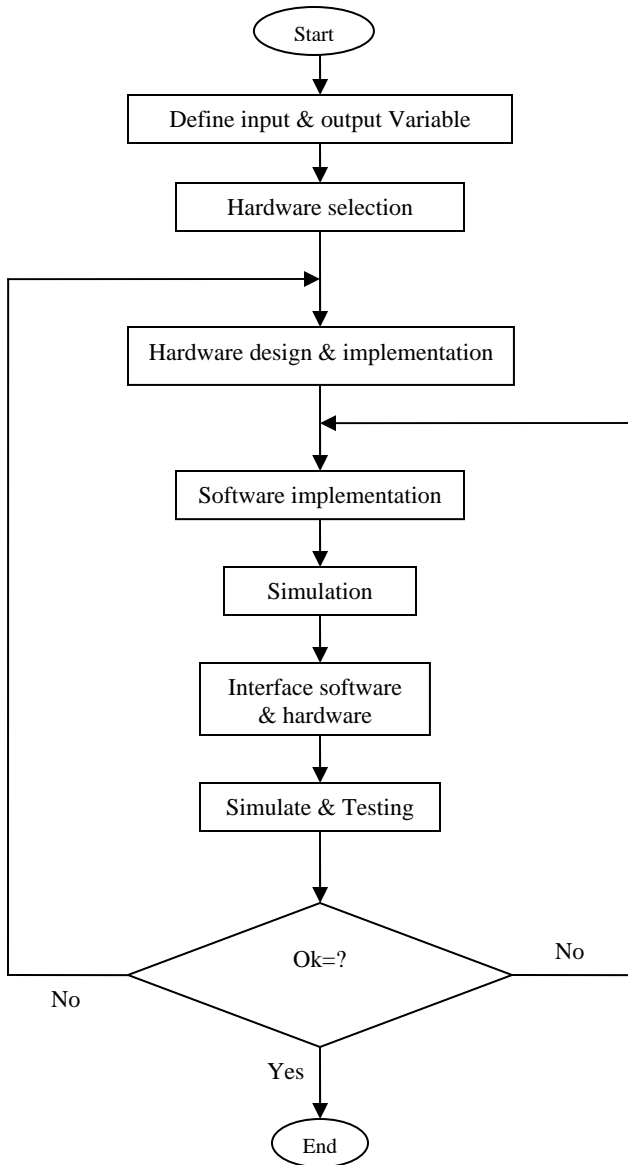 Start
Define input & output Variable
Hardware selection
Hardware design & implementation
Software implementation
Simulation
Interface software
& hardware
Simulate & Testing
Ok=?
No
No
Yes
End